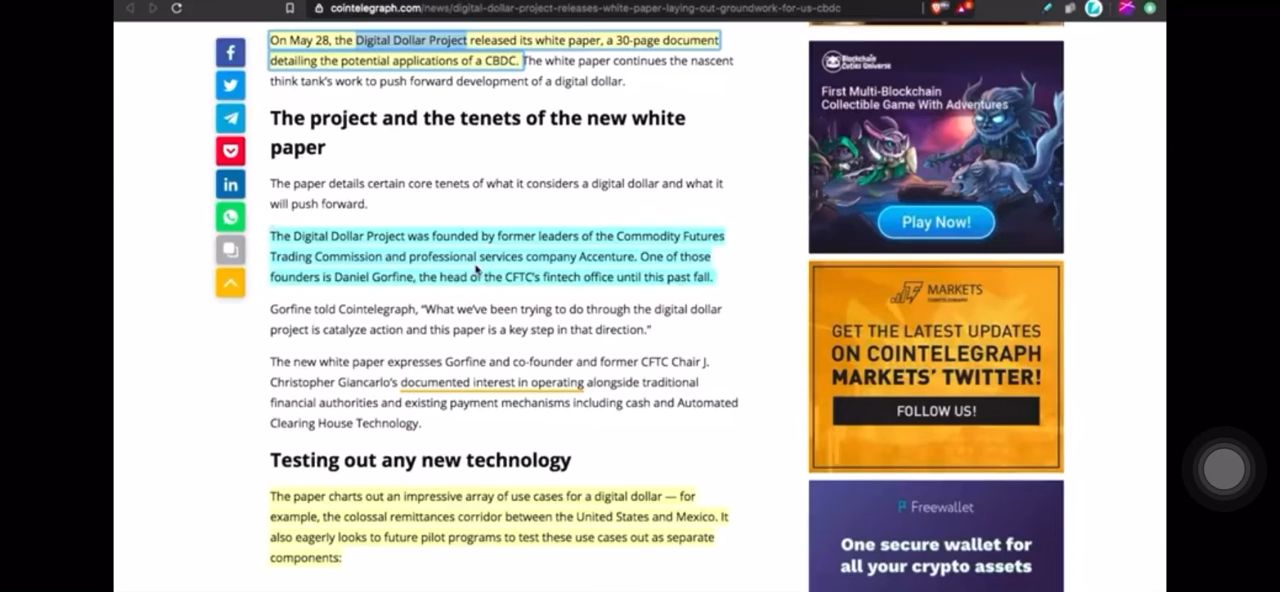 cointelegraph.com/news/digital-dollar-project-releases-white-paper-laying-out-groundwork-for-us-cbdc
On May 28, the Digital Dollar Project released its white paper, a 30-page document
detailing the potential applications of a CBDC. The white paper continues the nascent
think tank's work to push forward development of a digital dollar.
The project and the tenets of the new white
paper
The paper details certain core tenets of what it considers a digital dollar and what it
will push forward.
The Digital Dollar Project was founded by former leaders of the Commodity Futures
Trading Commission and professional services company Accenture. One of those
founders is Daniel Gorfine, the head of the CFTC's fintech office until this past fall.
Gorfine told Cointelegraph, “What we've been trying to do through the digital dollar
project is catalyze action and this paper is a key step in that direction.”
The new white paper expresses Gorfine and co-founder and former CFTC Chair J.
Christopher Giancarlo's documented interest in operating alongside traditional
financial authorities and existing payment mechanisms including cash and Automated
Clearing House Technology.
Testing out any new technology
The paper charts out an impressive array of use cases for a digital dollar — for
example, the colossal remittances corridor between the United States and Mexico. It
also eagerly looks to future pilot programs to test these use cases out as separate
components:
Blockchain
Cuties Universe
First Multi-Blockchain
Collectible Game With Adventures
Play Now!
MARKETS
COINTELEGRAPH
GET THE LATEST UPDATES
ON COINTELEGRAPH
MARKETS' TWITTER!
FOLLOW US!
Freewallet
One secure wallet for
all your crypto assets